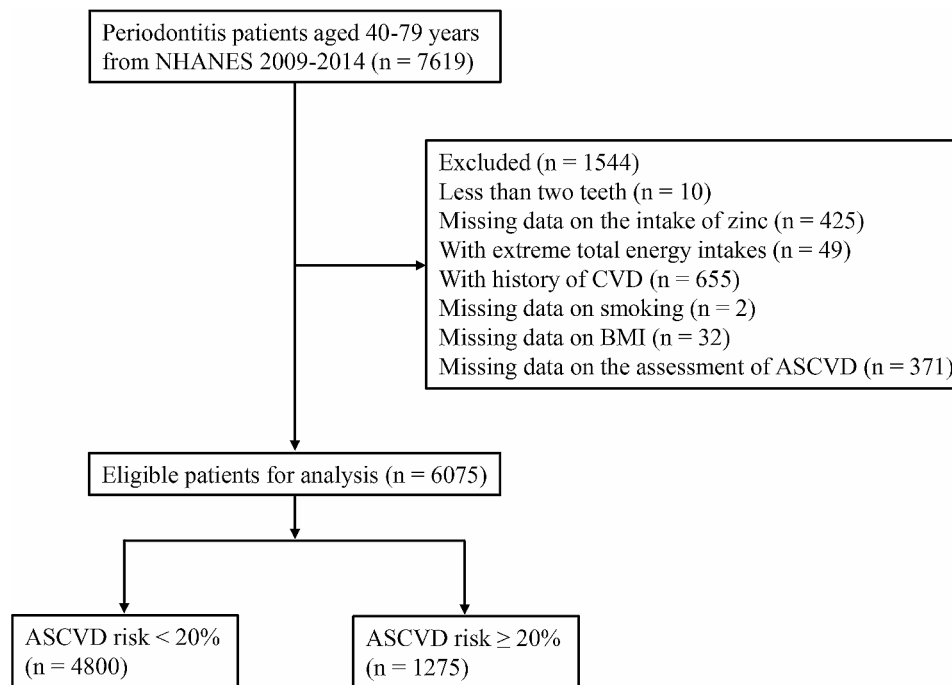 Periodontitis patients aged 40-79 years
from NHANES 2009-2014 (n = 7619)
Excluded (n = 1544)
Less than two teeth (n = 10)
Missing data on the intake of zinc (n = 425)
With extreme total energy intakes (n = 49)
With history of CVD (n = 655)
Missing data on smoking (n = 2)
Missing data on BMI (n = 32)
Missing data on the assessment of ASCVD (n = 371)
Eligible patients for analysis (n = 6075)
ASCVD risk < 20%
(n = 4800)
ASCVD risk ≥ 20%
(n = 1275)